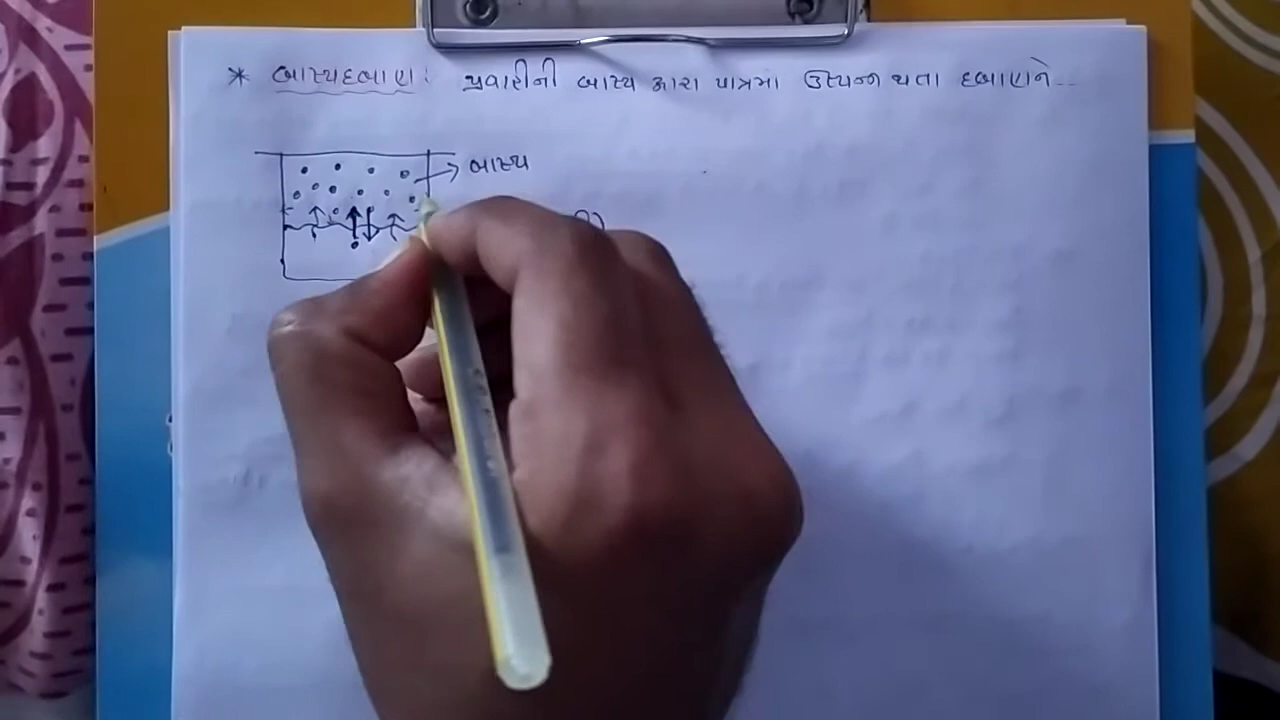 * બાષ્પદબાણ : પ્રવાહીની બાષ્પ દ્વારા પાત્રમાં ઉત્પન્ન થતા દબાણને...
બાષ્પ